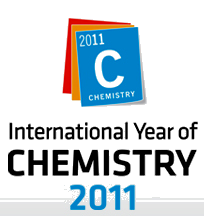 2011
C
CHEMISTRY
International Year of
CHEMISTRY
2011